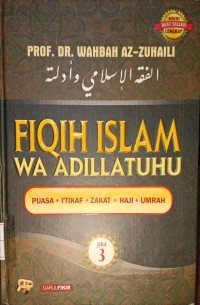 PROF. DR. WAHBAH AZ-ZUHAILI
الفقه الإسلامي وأدلته
FIQIH ISLAM
WA ADILLATUHU
PUASA • I'TIKAF • ZAKAT • HAJI • UMRAH
Jilid
3
DARULFIKIR